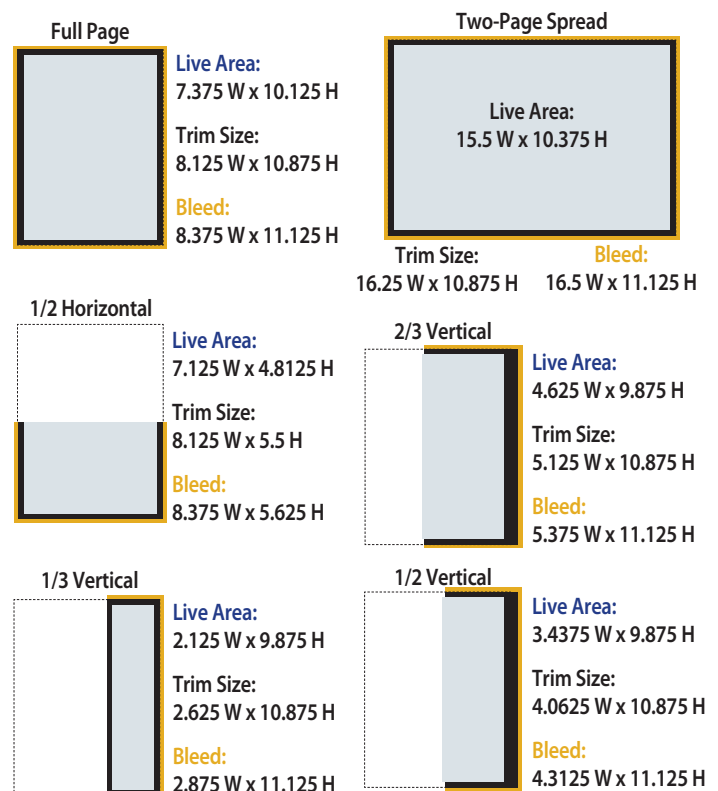 Full Page
Live Area:
7.375 W x 10.125 H
Trim Size:
8.125 W x 10.875 H
Bleed:
8.375 W x 11.125 H
Two-Page Spread
Live Area:
15.5 W x 10.375 H
Trim Size:
16.25 W x 10.875 H
Bleed:
16.5 W x 11.125 H
1/2 Horizontal
Live Area:
7.125 W x 4.8125 H
Trim Size:
8.125 W x 5.5 H
Bleed:
8.375 W x 5.625 H
2/3 Vertical
Live Area:
4.625 W x 9.875 H
Trim Size:
5.125 W x 10.875 H
Bleed:
5.375 W x 11.125 H
1/3 Vertical
Live Area:
2.125 W x 9.875 H
Trim Size:
2.625 W x 10.875 H
Bleed:
2.875 W x 11.125 H
1/2 Vertical
Live Area:
3.4375 W x 9.875 H
Trim Size:
4.0625 W x 10.875 H
Bleed:
4.3125 W x 11.125 H